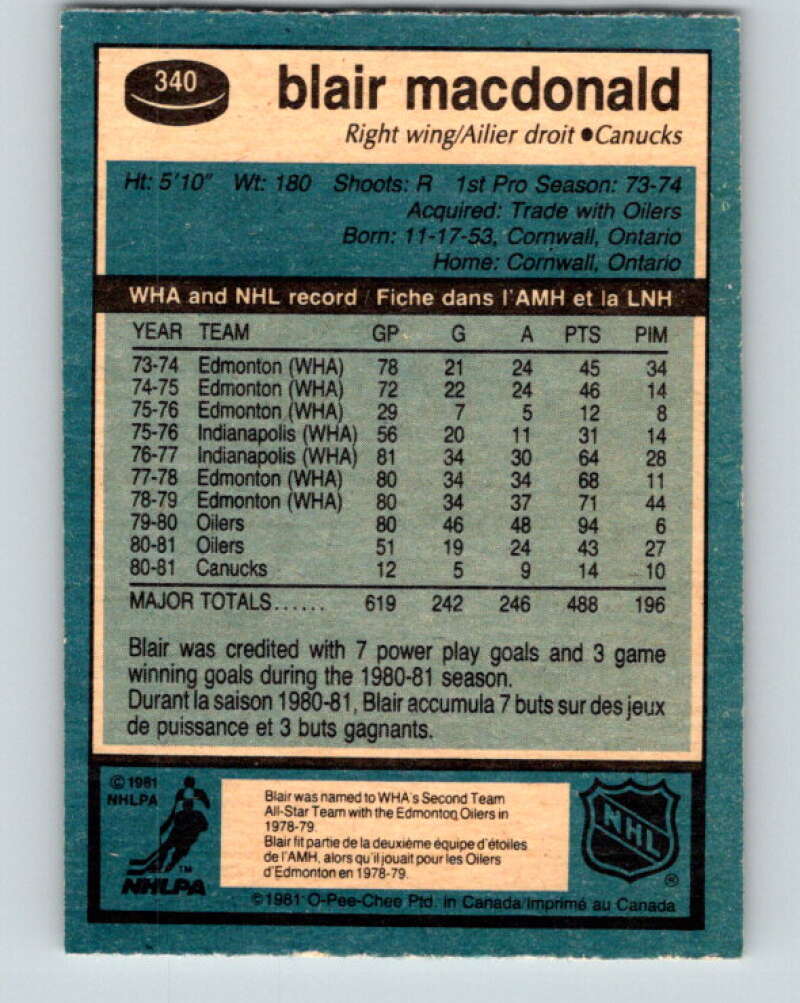 340
blair macdonald
Right wing/Ailier droit ●Canucks
Ht: 5'10" Wt: 180 Shoots: R 1st Pro Season: 73-74
Acquired: Trade with Oilers
Born: 11-17-53, Cornwall, Ontario
Home: Cornwall, Ontario
WHA and NHL record / Fiche dans l'AMH et la LNH
YEAR TEAM GP G A PTS PIM
73-74 Edmonton (WHA) 78 21 24 45 34
74-75 Edmonton (WHA) 72 22 24 46 14
75-76 Edmonton (WHA) 29 7 5 12 8
75-76 Indianapolis (WHA) 56 20 11 31 14
76-77 Indianapolis (WHA) 81 34 30 64 28
77-78 Edmonton (WHA) 80 34 34 68 11
78-79 Edmonton (WHA) 80 34 37 71 44
79-80 Oilers 80 46 48 94 6
80-81 Oilers 51 19 24 43 27
80-81 Canucks 12 5 9 14 10
MAJOR TOTALS...... 619 242 246 488 196
Blair was credited with 7 power play goals and 3 game
winning goals during the 1980-81 season.
Durant la saison 1980-81, Blair accumula 7 buts sur des jeux
de puissance et 3 buts gagnants.
© 1981
NHLPA
TM
NHLPA
Blair was named to WHA's Second Team
All-Star Team with the Edmonton Oilers in
1978-79.
Blair fit partie de la deuxième équipe d'étoiles
de l'AMH, alors qu'il jouait pour les Oilers
d'Edmonton en 1978-79.
NHL
®
© 1981 O-Pee-Chee Ptd. in Canada/Imprimé au Canada